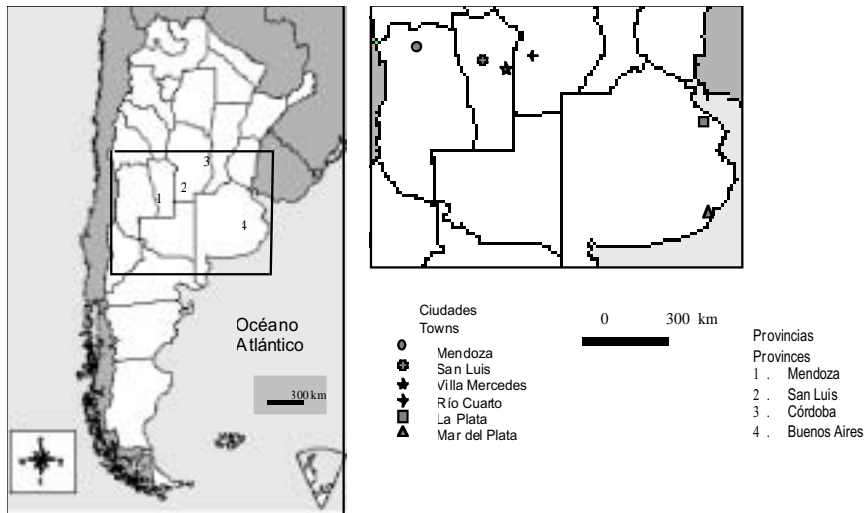 3
1
2
4
Océano
Atlántico
300 km
Ciudades
Towns
Mendoza
San Luis
Villa Mercedes
Río Cuarto
La Plata
Mar del Plata
0 300 km
Provincias
Provinces
1 . Mendoza
2 . San Luis
3 . Córdoba
4 . Buenos Aires